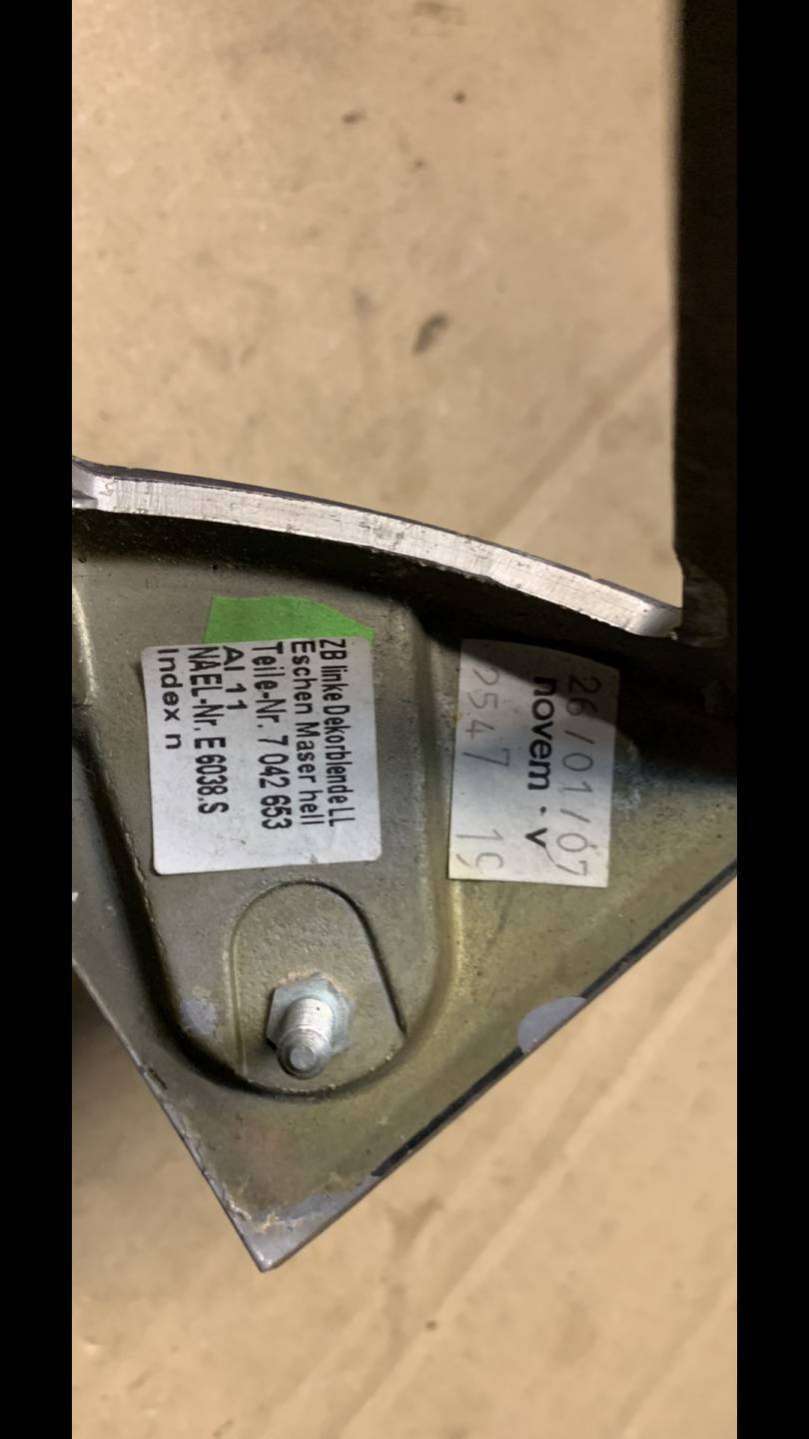 ZB linke Dekorblende LL
Eschen Maser hell
Teile-Nr. 7 042 653
AI.11
NAEL-Nr. E 6038.S
Index n
26/01/07
novem · v
2547 19